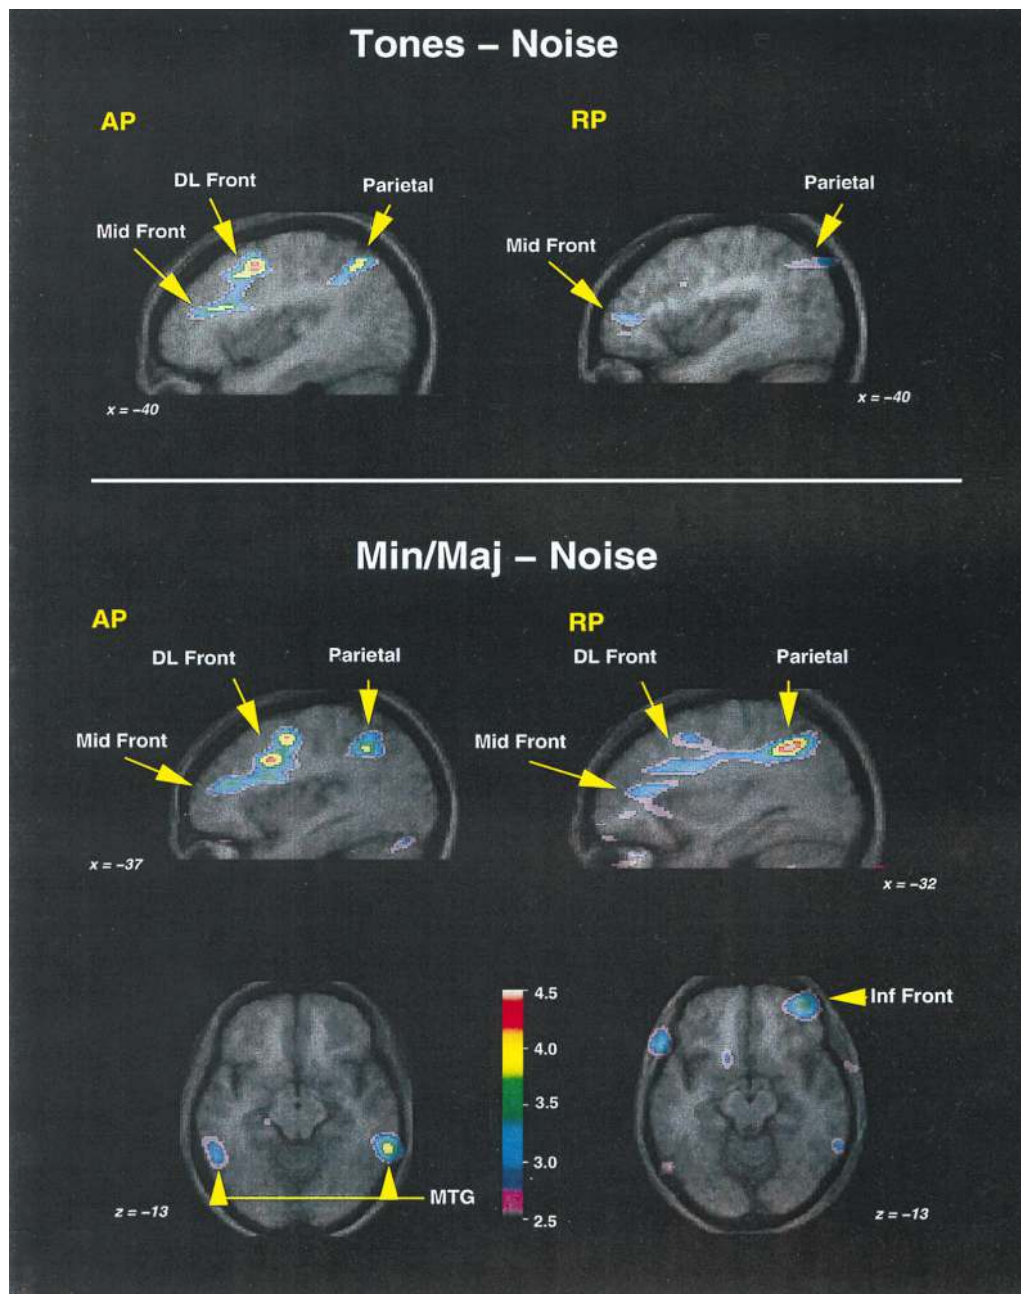 Tones – Noise
AP
RP
DL Front
Parietal
Mid Front
Parietal
Mid Front
x = –40
x = –40
Min/Maj – Noise
AP
RP
DL Front
Parietal
DL Front
Parietal
Mid Front
Mid Front
x = –37
x = –32
4.5
4.0
3.5
3.0
2.5
Inf Front
MTG
z = –13
z = –13